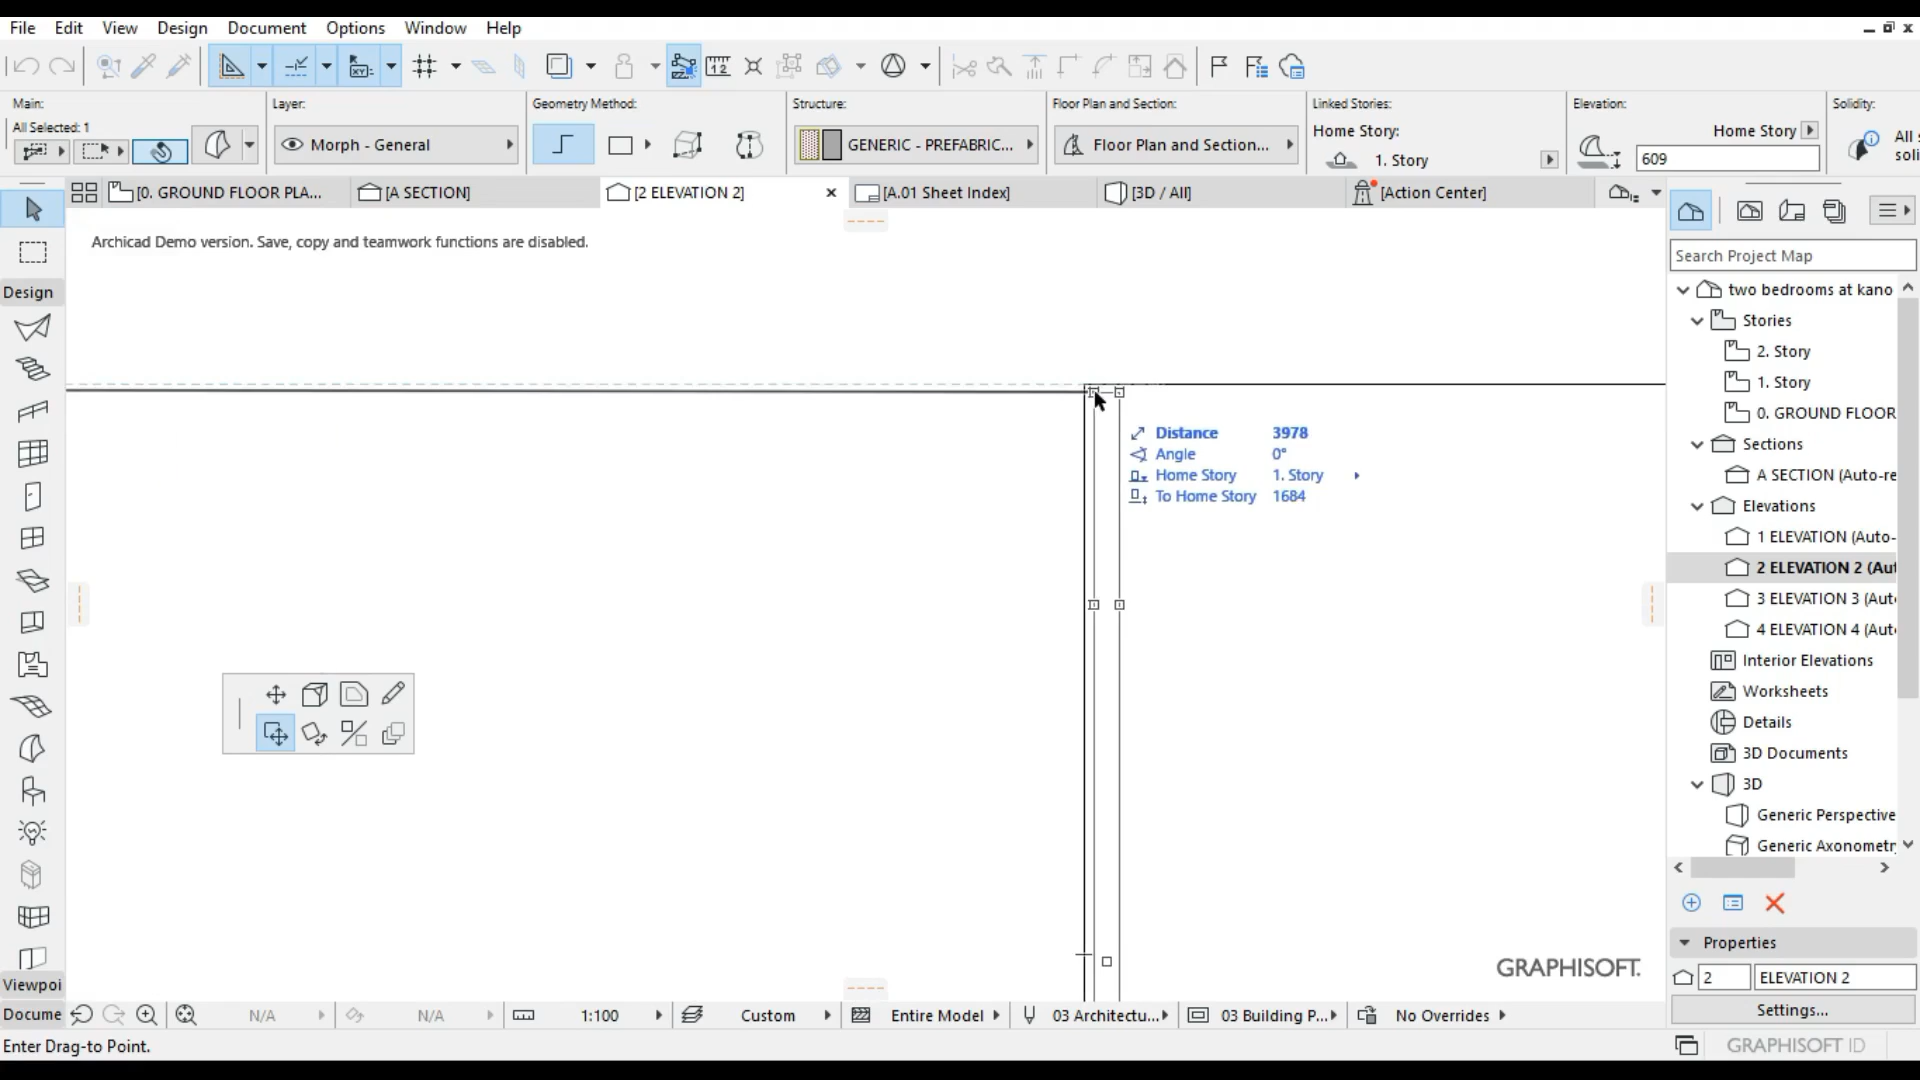 File Edit View Design Document Options Window Help
Main:
All Selected: 1
Layer:
Morph - General
Geometry Method:
Structure:
GENERIC - PREFABRIC...
Floor Plan and Section:
Floor Plan and Section...
Linked Stories:
Home Story:
1. Story
Elevation:
Home Story
609
Solidity:
[0. GROUND FLOOR PLA...
[A SECTION]
[2 ELEVATION 2]
[A.01 Sheet Index]
[3D / All]
[Action Center]
Archicad Demo version. Save, copy and teamwork functions are disabled.
Design
Distance 3978
Angle 0°
Home Story 1. Story
To Home Story 1684
Search Project Map
two bedrooms at kano
Stories
2. Story
1. Story
0. GROUND FLOOR
Sections
A SECTION (Auto-re
Elevations
1 ELEVATION (Auto-
2 ELEVATION 2 (Aut
3 ELEVATION 3 (Aut
4 ELEVATION 4 (Aut
Interior Elevations
Worksheets
Details
3D Documents
3D
Generic Perspective
Generic Axonometr
Properties
2 ELEVATION 2
Settings...
GRAPHISOFT.
Viewpoi
Docume
N/A
N/A
1:100
Custom
Entire Model
03 Architectu...
03 Building P...
No Overrides
Enter Drag-to Point.
GRAPHISOFT ID